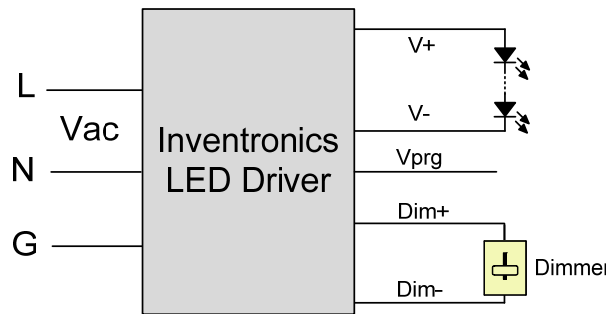 L
Vac
N
G
Inventronics
LED Driver
V+
V-
Vprg
Dim+
Dim-
Dimmer